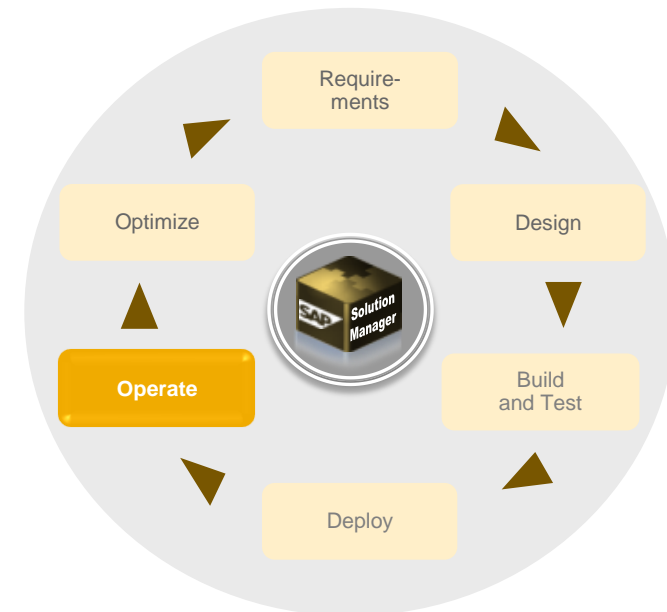 Require-
ments
Optimize
Design
SAP
Solution
Manager
Operate
Build
and Test
Deploy